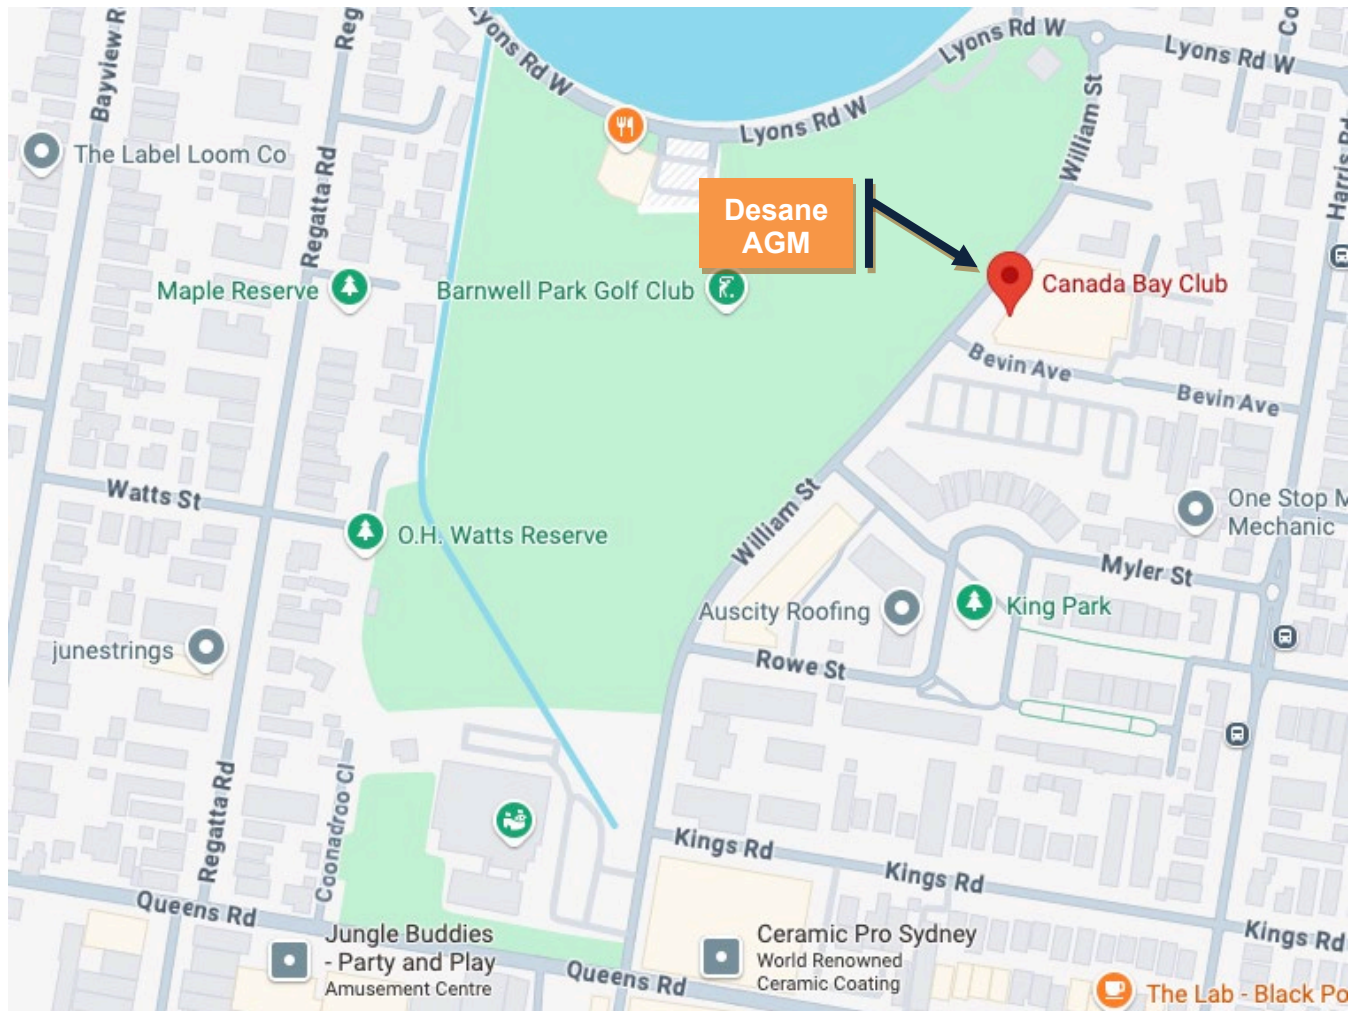 Bayview R
Reg
Lyons Rd W
Lyons Rd W
Lyons Rd W
Co
Lyons Rd W
William St
The Label Loom Co
Regatta Rd
Harris Rd
Desane
AGM
Maple Reserve
Barnwell Park Golf Club
Canada Bay Club
Bevin Ave
Bevin Ave
Watts St
O.H. Watts Reserve
William St
One Stop M
Mechanic
Myler St
Auscity Roofing
King Park
junestrings
Rowe St
Regatta Rd
Coonadroo Cl
Kings Rd
Kings Rd
Kings Rd
Queens Rd
Jungle Buddies
- Party and Play
Amusement Centre
Queens Rd
Ceramic Pro Sydney
World Renowned
Ceramic Coating
The Lab - Black Po